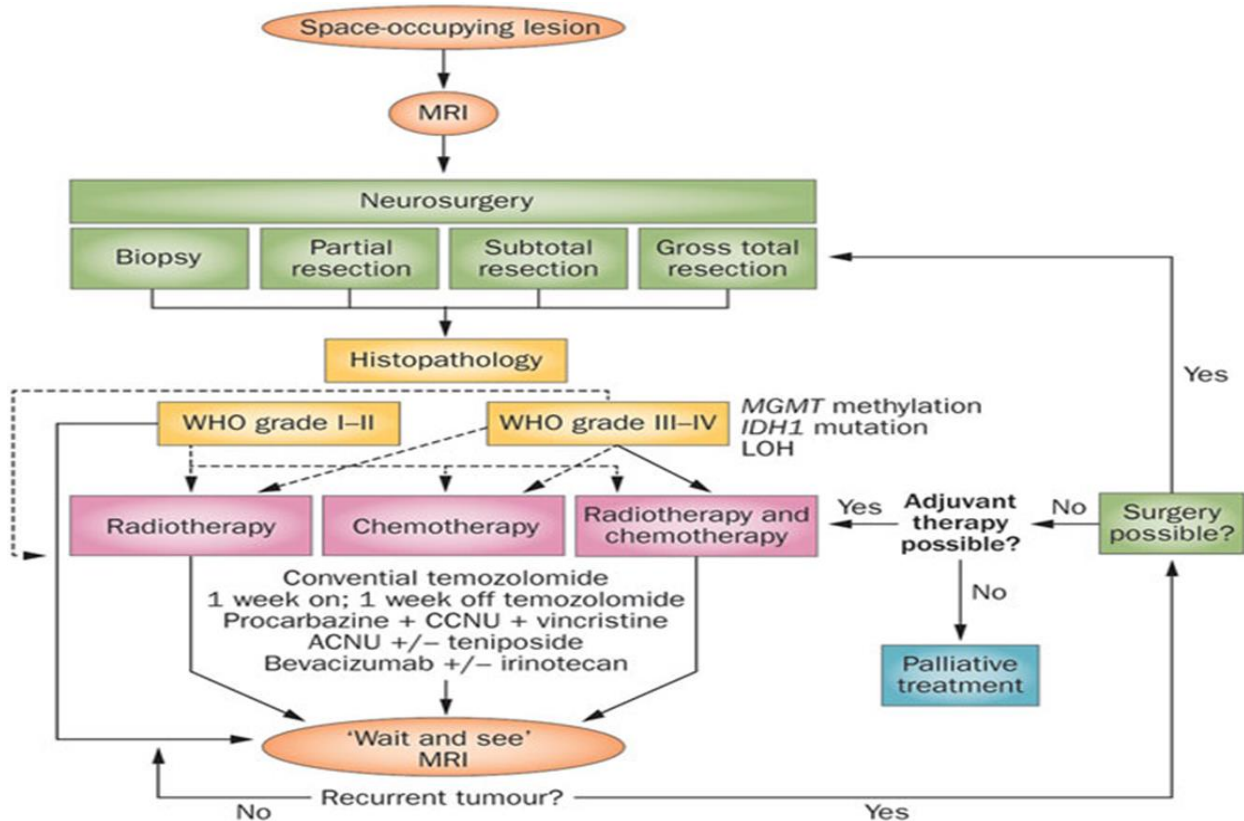 Space-occupying lesion
MRI
Neurosurgery
Biopsy
Partial
resection
Subtotal
resection
Gross total
resection
Histopathology
Yes
WHO grade I–II
WHO grade III–IV
MGMT methylation
IDH1 mutation
LOH
Radiotherapy
Chemotherapy
Radiotherapy and
chemotherapy
Yes
Adjuvant
therapy
possible?
No
Surgery
possible?
Convential temozolomide
1 week on; 1 week off temozolomide
Procarbazine + CCNU + vincristine
ACNU +/– teniposide
Bevacizumab +/– irinotecan
No
Palliative
treatment
'Wait and see'
MRI
Recurrent tumour?
No
Yes